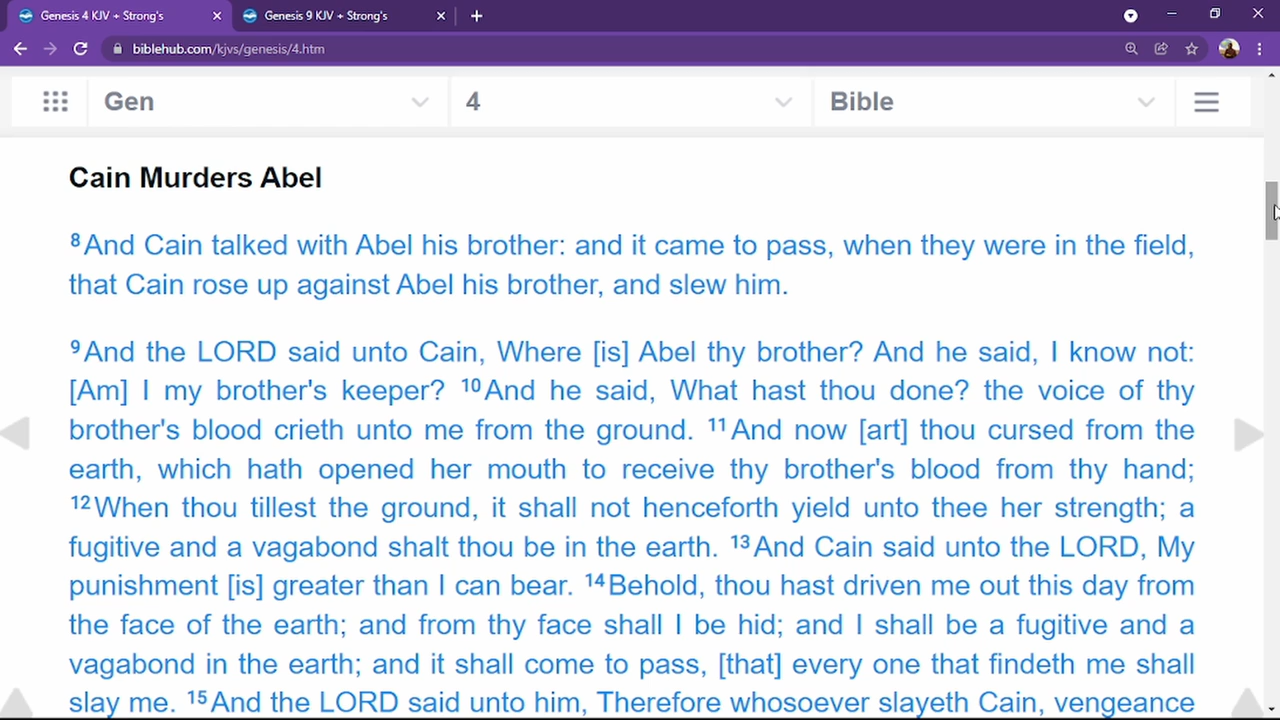 Genesis 4 KJV + Strong's
Genesis 9 KJV + Strong's
biblehub.com/kjvs/genesis/4.htm
Gen 4 Bible
Cain Murders Abel
8And Cain talked with Abel his brother: and it came to pass, when they were in the field,
that Cain rose up against Abel his brother, and slew him.
9And the LORD said unto Cain, Where [is] Abel thy brother? And he said, I know not:
[Am] I my brother's keeper? 10And he said, What hast thou done? the voice of thy
brother's blood crieth unto me from the ground. 11And now [art] thou cursed from the
earth, which hath opened her mouth to receive thy brother's blood from thy hand;
12When thou tillest the ground, it shall not henceforth yield unto thee her strength; a
fugitive and a vagabond shalt thou be in the earth. 13And Cain said unto the LORD, My
punishment [is] greater than I can bear. 14Behold, thou hast driven me out this day from
the face of the earth; and from thy face shall I be hid; and I shall be a fugitive and a
vagabond in the earth; and it shall come to pass, [that] every one that findeth me shall
slay me. 15And the LORD said unto him, Therefore whosoever slayeth Cain, vengeance